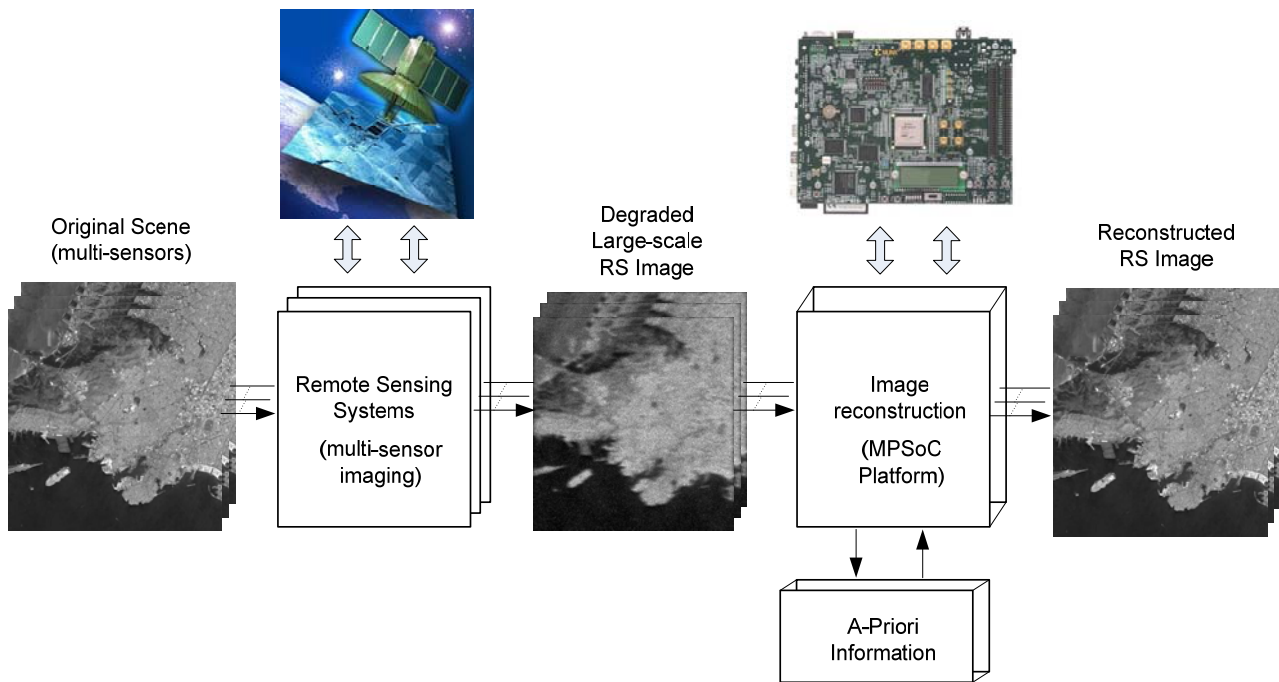 Original Scene
(multi-sensors)
Remote Sensing
Systems
(multi-sensor
imaging)
Degraded
Large-scale
RS Image
Image
reconstruction
(MPSoC
Platform)
A-Priori
Information
Reconstructed
RS Image